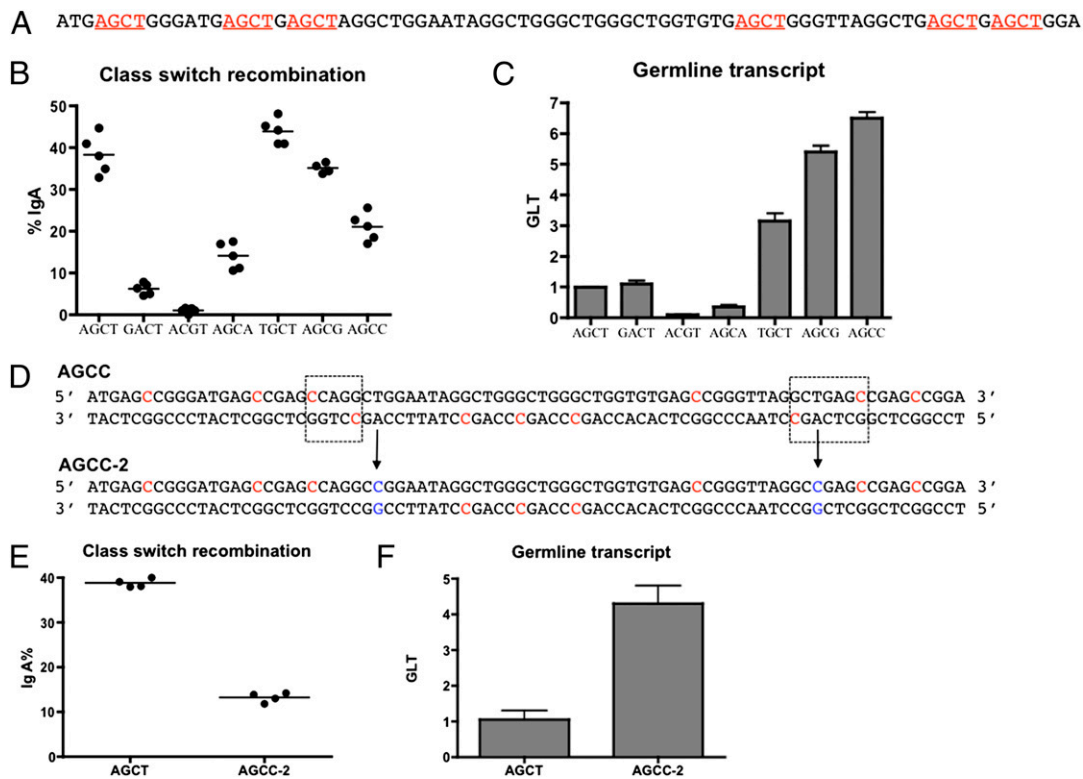 A ATGAGCTGGGATGAGCTGAGCTAGGCTGGAATAGGCTGGGCTGGGCTGGTGTGAGCTGGGTTAGGCTGAGCTGAGCTGGA
B Class switch recombination
% IgA
50
40
30
20
10
0
AGCT GACT ACGT AGCA TGCT AGCG AGCC
C Germline transcript
GLT
7
6
5
4
3
2
1
0
AGCT GACT ACGT AGCA TGCT AGCG AGCC
D AGCC
5′ ATGAGCCGGGATGAGCCGAGCCAGGCTGGAATAGGCTGGGCTGGGCTGGTGTGAGCCGGGTTAGGCTGAGCCGAGCCGGA 3′
3′ TACTCGGCCCTACTCGGCTCGGTCCGACCTTATCCGACCCGACCCGACCACACTCGGCCCAATCCGACTCGGCTCGGCCT 5′
AGCC-2
5′ ATGAGCCGGGATGAGCCGAGCCAGGCCGGAATAGGCTGGGCTGGGCTGGTGTGAGCCGGGTTAGGCCGAGCCGAGCCGGA 3′
3′ TACTCGGCCCTACTCGGCTCGGTCCGGCCTTATCCGACCCGACCCGACCACACTCGGCCCAATCCGGCTCGGCTCGGCCT 5′
E Class switch recombination
IgA%
40
30
20
10
0
AGCT AGCC-2
F Germline transcript
GLT
5
4
3
2
1
0
AGCT AGCC-2